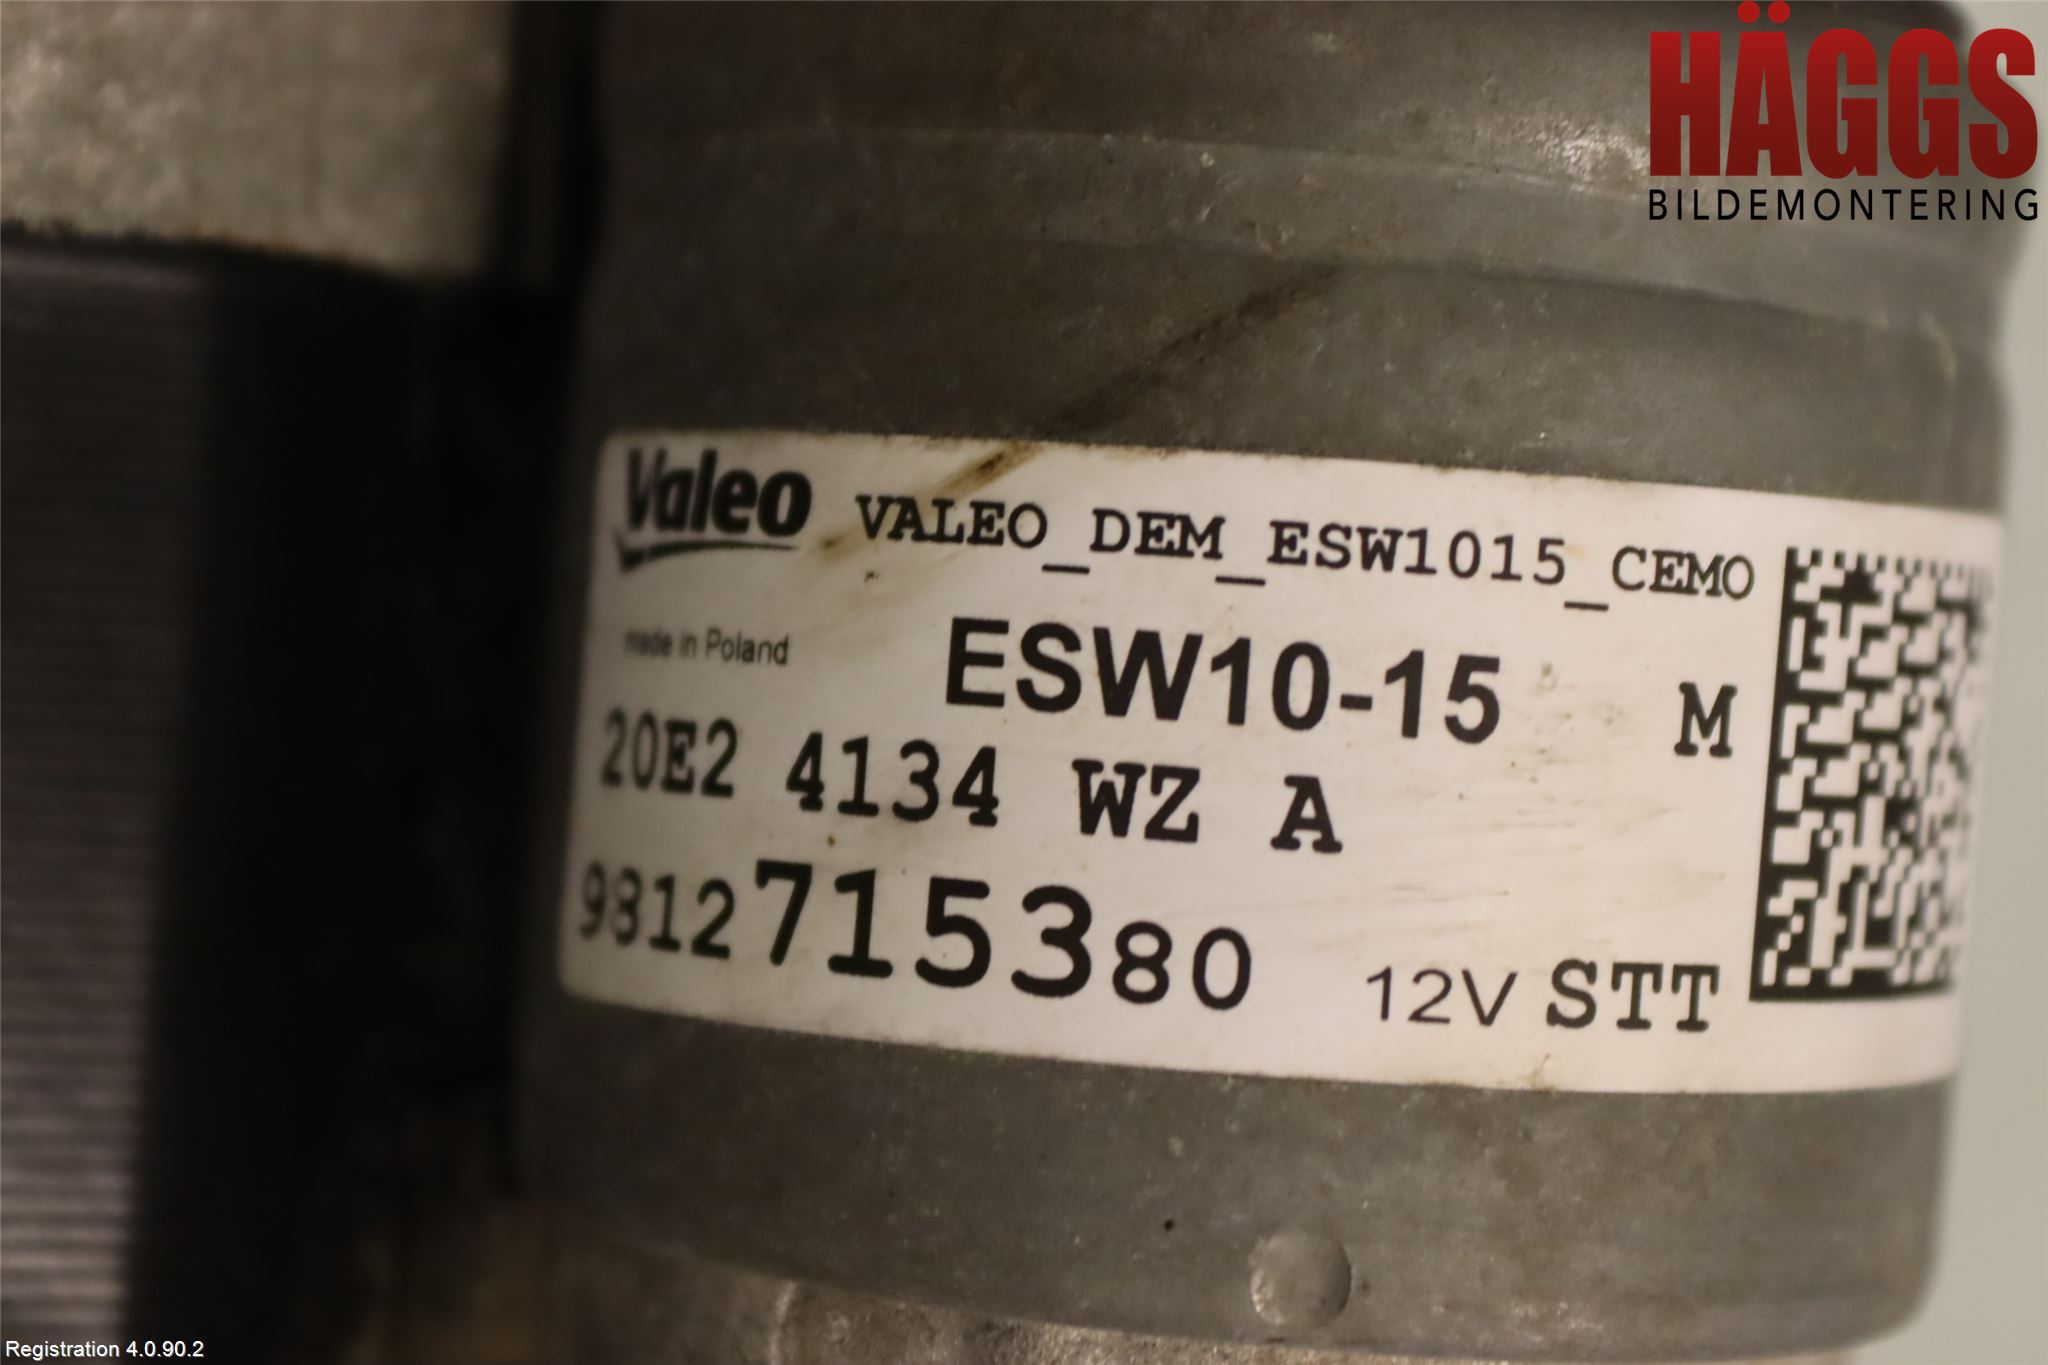 HÄGGS
BILDEMONTERING
Valeo VALEO_DEM_ESW1015_CEMO
made in Poland
ESW10-15 M
20E2 4134 WZ A
9812715380 12V STT
Registration 4.0.90.2